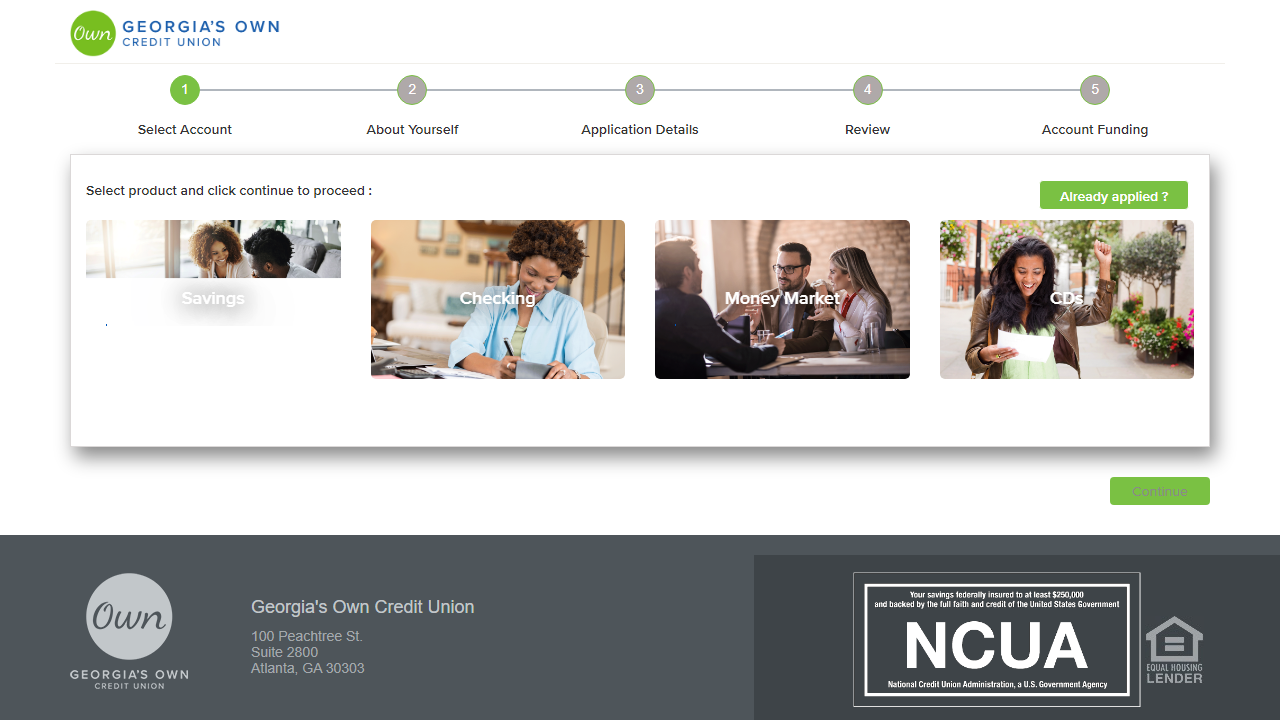 Own
GEORGIA'S OWN
CREDIT UNION
1
2
3
4
5
Select Account
About Yourself
Application Details
Review
Account Funding
Select product and click continue to proceed :
Already applied ?
Savings
Checking
Money Market
CDs
Continue
Own
GEORGIA'S OWN
CREDIT UNION
Georgia's Own Credit Union
100 Peachtree St.
Suite 2800
Atlanta, GA 30303
Your savings federally insured to at least $250,000
and backed by the full faith and credit of the United States Government
NCUA
National Credit Union Administration, a U.S. Government Agency
EQUAL HOUSING
LENDER